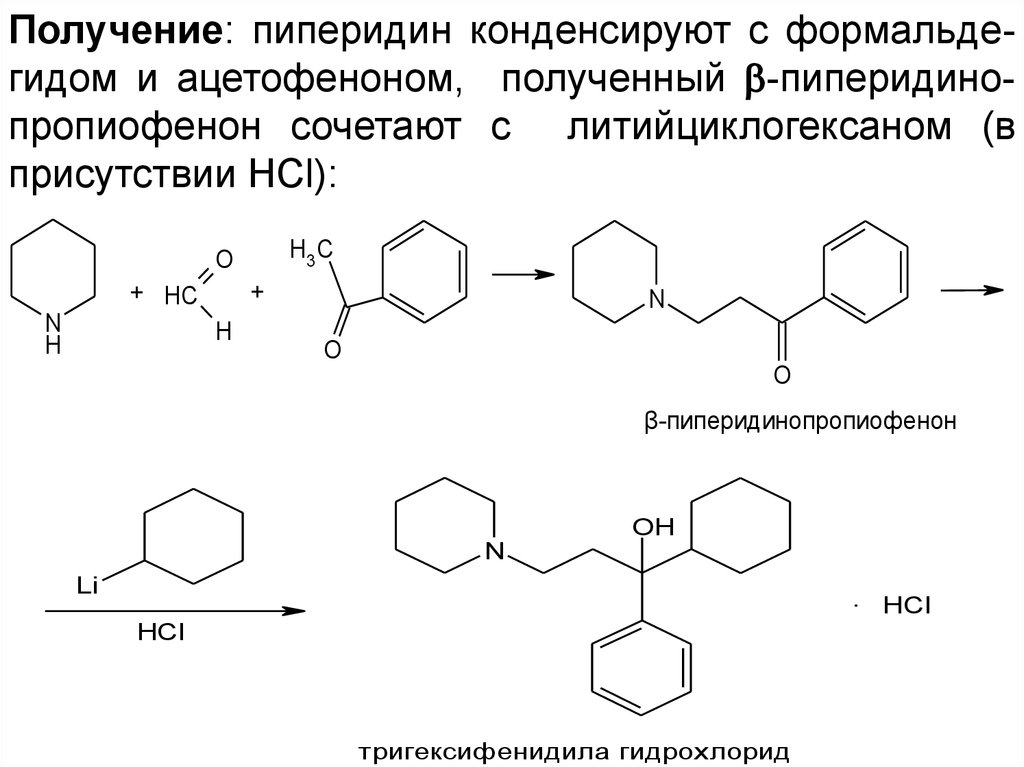 Получение: пиперидин конденсируют с формальде-
гидом и ацетофеноном, полученный β-пиперидино-
пропиофенон сочетают с литийциклогексаном (в
присутствии HCl):
O
H3C
+ HC
+
N
N
H
H
O
O
β-пиперидинопропиофенон
OH
N
Li
· HCl
HCl
тригексифенидила гидрохлорид